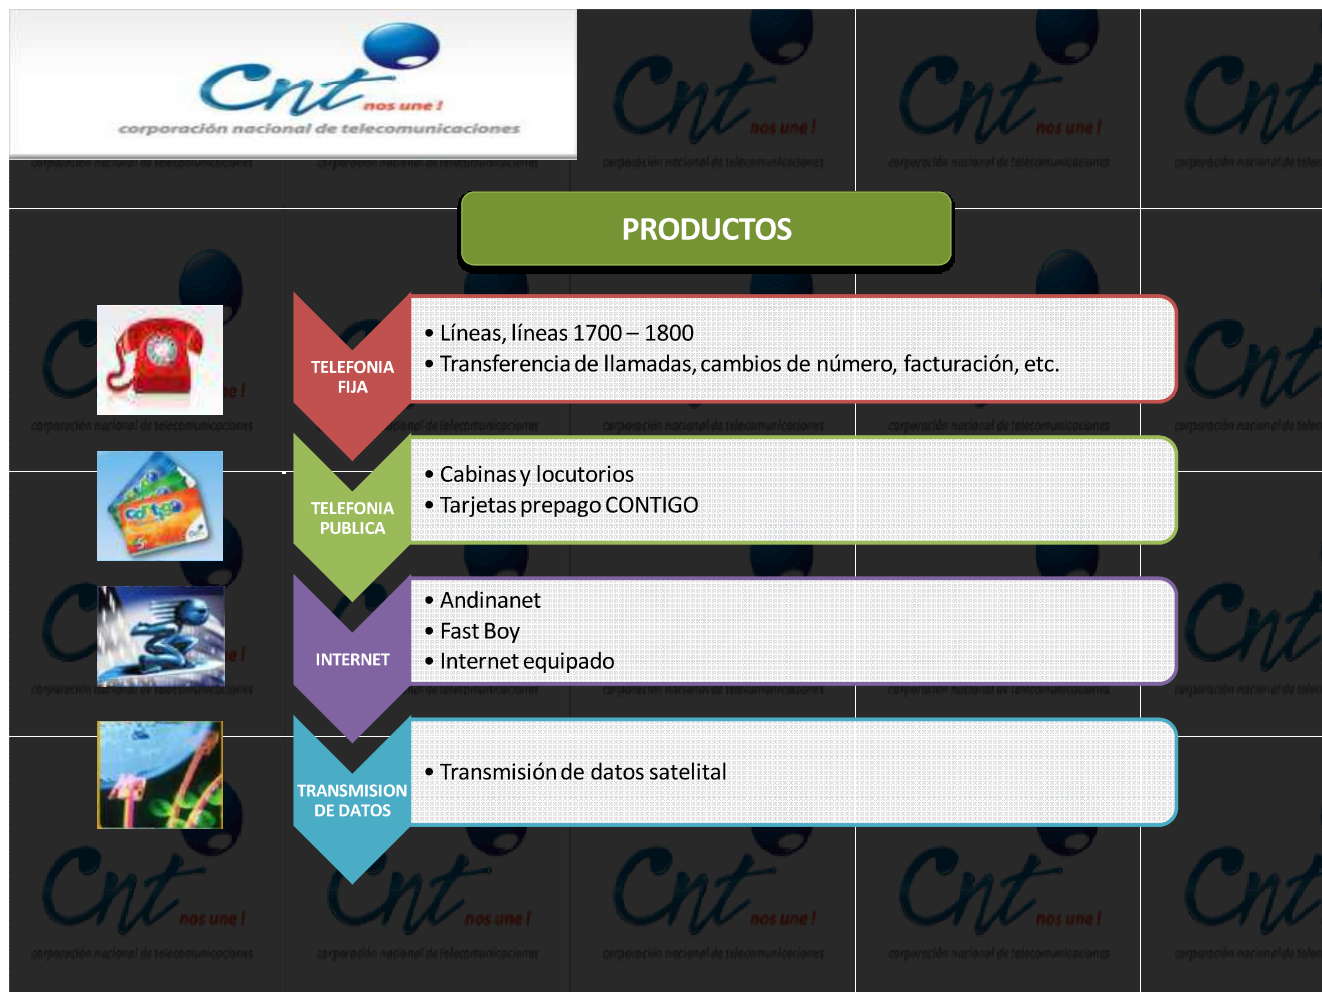 Cnt
nos une !
corporación nacional de telecomunicaciones
PRODUCTOS
TELEFONIA
FIJA
• Líneas, líneas 1700 – 1800
• Transferencia de llamadas, cambios de número, facturación, etc.
TELEFONIA
PUBLICA
• Cabinas y locutorios
• Tarjetas prepago CONTIGO
contigo
INTERNET
• Andinanet
• Fast Boy
• Internet equipado
TRANSMISION
DE DATOS
• Transmisión de datos satelital